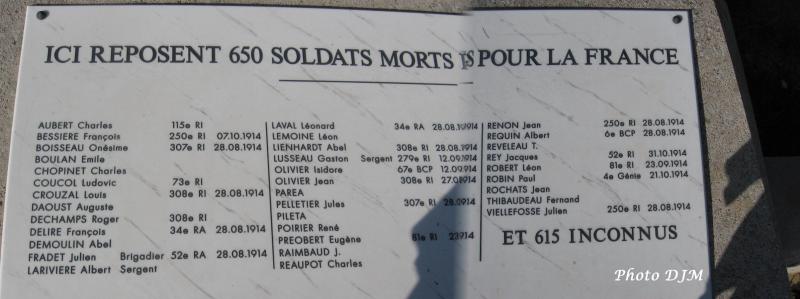 ICI REPOSENT 650 SOLDATS MORTS POUR LA FRANCE
AUBERT Charles 115e RI
BESSIERE François 250e RI 07.10.1914
BOISSEAU Onésime 307e RI 28.08.1914
BOULAN Emile
CHOPINET Charles
COUCOL Ludovic 73e RI
CROUZAL Louis 308e RI 28.08.1914
DAOUST Auguste
DECHAMPS Roger 308e RI
DELIRE François 34e RA 28.08.1914
DEMOULIN Abel
FRADET Julien Brigadier 52e RA 28.08.1914
LARIVIERE Albert Sergent
LAVAL Léonard 34e RA 28.08.1914
LEMOINE Léon
LIENHARDT Abel 308e RI 28.08.1914
LUSSEAU Gaston Sergent 279e RI 12.09.1914
OLIVIER Isidore 67e BCP 12.09.1914
OLIVIER Jean 308e RI
PAREA
PELLETIER Jules 307e RI
PILETA
POIRIER René
PREOBERT Eugène 81e RI
RAIMBAUD J.
REAUPOT Charles
RENON Jean 250e RI 28.08.1914
REQUIN Albert 6e BCP 28.08.1914
REVELEAU T.
REY Jacques 52e RI 31.10.1914
ROBERT Léon 81e RI 23.09.1914
ROBIN Paul 4e Génie 21.10.1914
ROCHATS Jean
THIBAUDEAU Fernand
VIELLEFOSSE Julien 250e RI 28.08.1914
ET 615 INCONNUS
Photo DJM